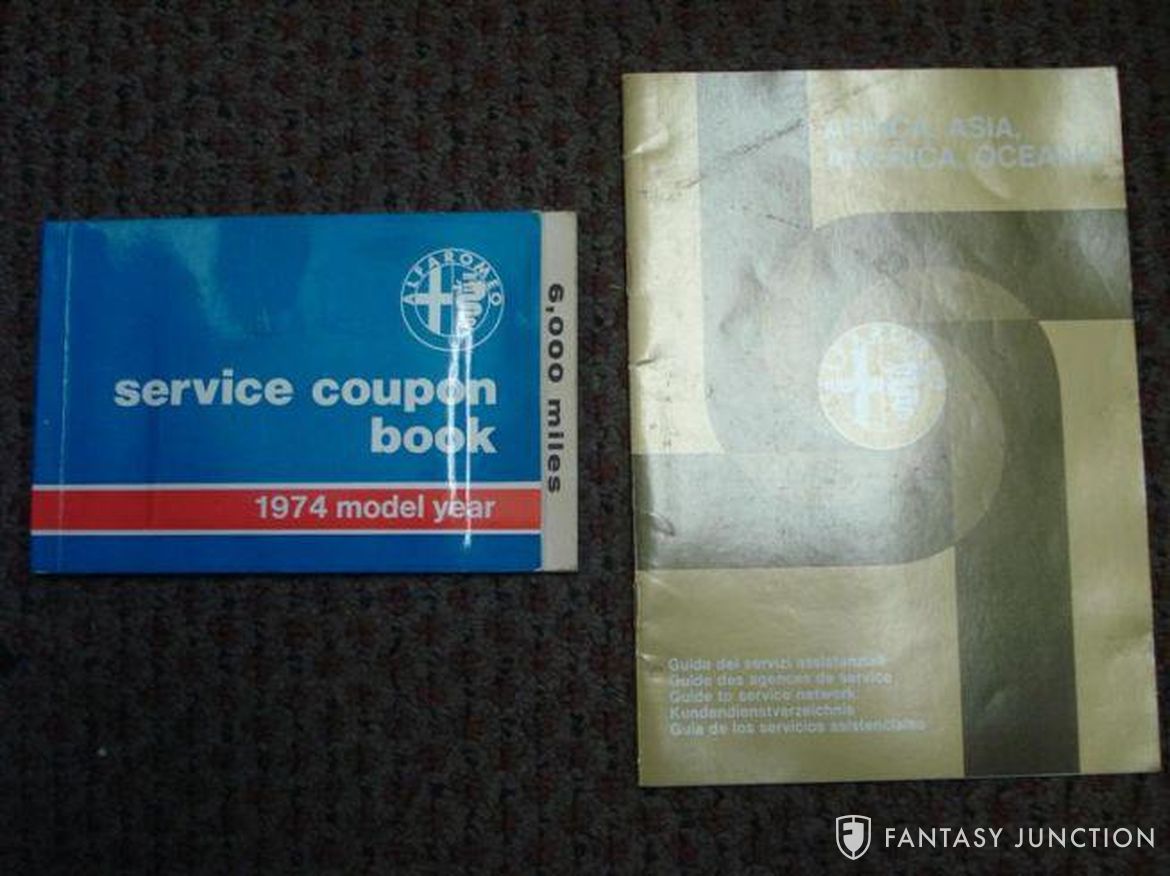 ALFA ROMEO
service coupon
book
1974 model year
6,000 miles
AFRICA, ASIA,
AMERICA, OCEANIA
Guida dei servizi assistenziali
Guide des agences de service
Guide to service network
Kundendienstverzeichnis
Guia de los servicios asistenciales
FANTASY JUNCTION